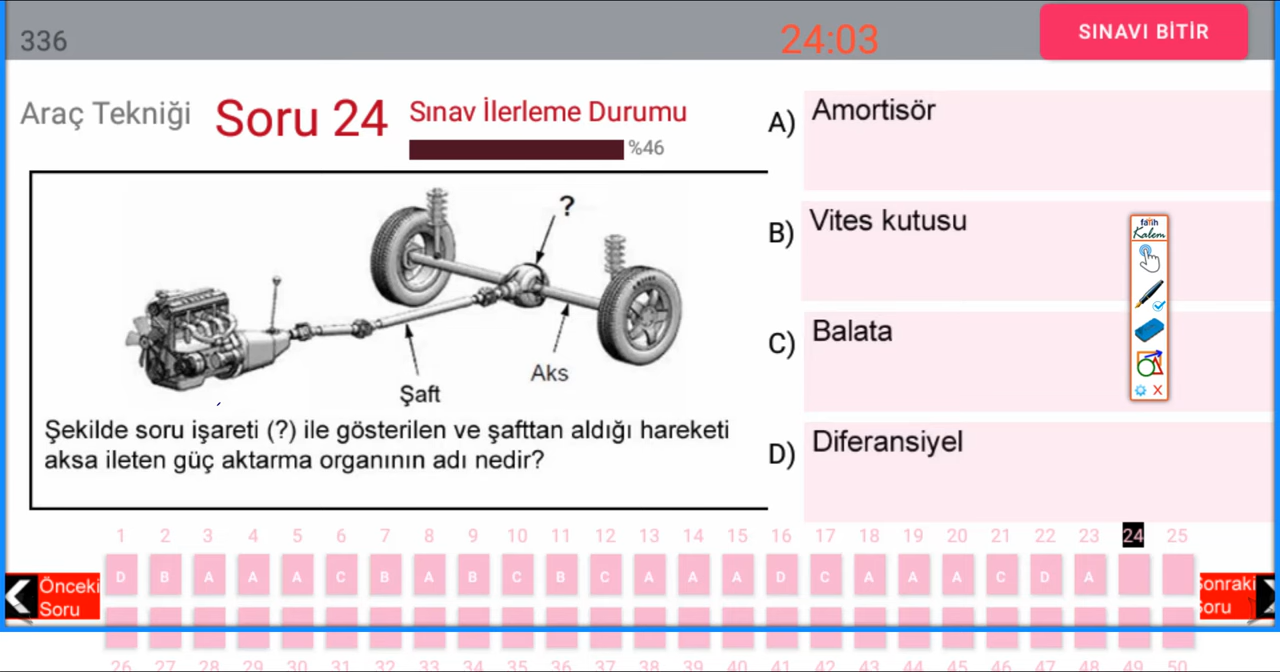 336
24:03
SINAVI BİTİR
Araç Tekniği
Soru 24
Sınav İlerleme Durumu
%46
?
Şaft
Aks
Şekilde soru işareti (?) ile gösterilen ve şafttan aldığı hareketi
aksa ileten güç aktarma organının adı nedir?
A) Amortisör
B) Vites kutusu
C) Balata
D) Diferansiyel
fatih
Kalem
1 2 3 4 5 6 7 8 9 10 11 12 13 14 15 16 17 18 19 20 21 22 23 24 25
D B A A A C B A B C B C A A A D C A A A C D A
Önceki
Soru
Sonraki
Soru
26 27 28 29 30 31 32 33 34 35 36 37 38 39 40 41 42 43 44 45 46 47 48 49 50